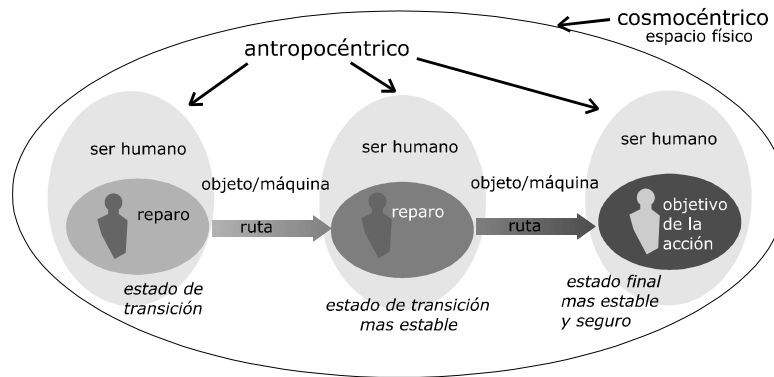 cosmocéntrico
espacio físico
antropocéntrico
ser humano
ser humano
ser humano
objeto/máquina
objeto/máquina
reparo
reparo
objetivo
de la
acción
ruta
ruta
estado de
transición
estado de transición
mas estable
estado final
mas estable
y seguro